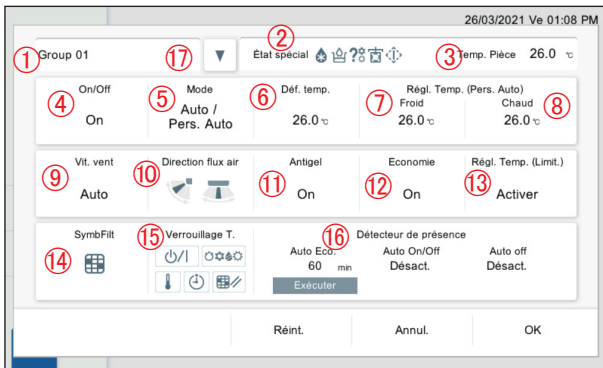 26/03/2021 Ve 01:08 PM
① Group 01 ⑰ ▼ ② État spécial ③ Temp. Pièce 26.0 °C
④ On/Off
On
⑤ Mode
Auto /
Pers. Auto
⑥ Déf. temp.
26.0 °C
Régl. Temp. (Pers. Auto)
⑦ Froid
26.0 °C
Chaud ⑧
26.0 °C
⑨ Vit. vent
Auto
⑩ Direction flux air
⑪ Antigel
On
⑫ Economie
On
⑬ Régl. Temp. (Limit.)
Activer
⑭ SymbFilt
⑮ Verrouillage T.
⑯ Détecteur de présence
Auto Eco.
60 min
Exécuter
Auto On/Off
Désact.
Auto off
Désact.
Réint. Annul. OK